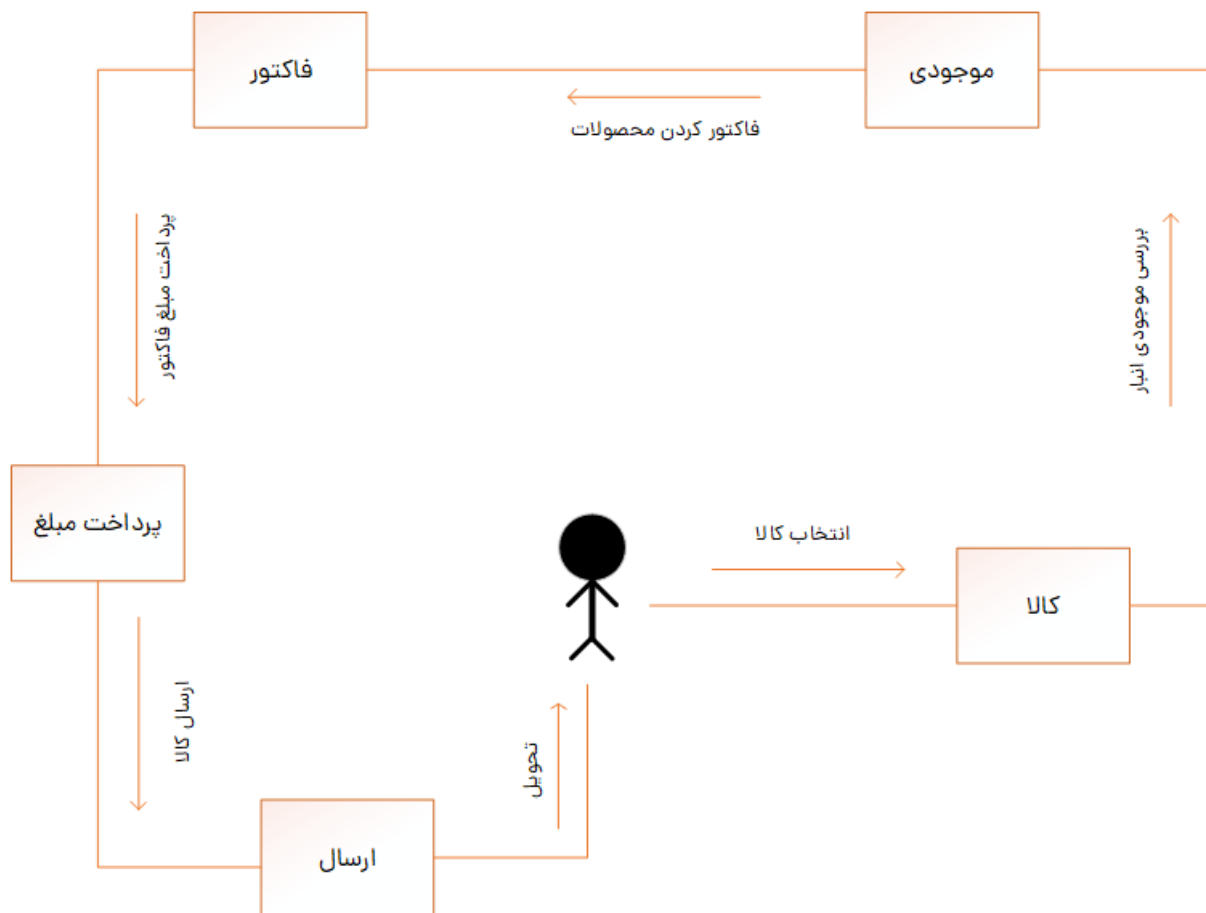 موجودی
فاکتور
فاکتور کردن محصولات
پرداخت مبلغ فاکتور
بررسی موجودی انبار
پرداخت مبلغ
انتخاب کالا
کالا
ارسال کالا
تحویل
ارسال